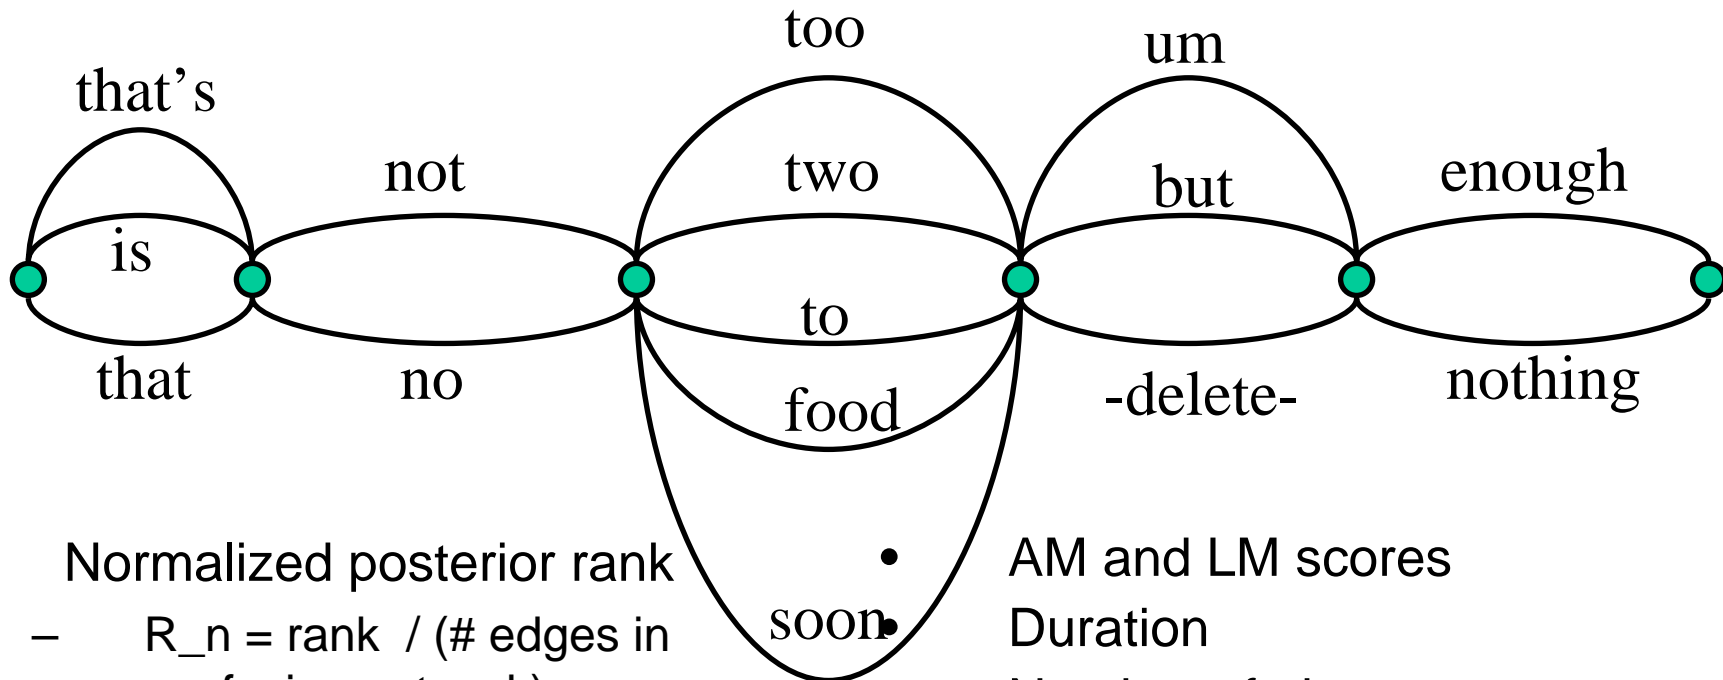 too
um
that's
not
two
but
enough
is
to
that
no
food
-delete-
nothing
soon
Normalized posterior rank
– R_n = rank / (# edges in
• AM and LM scores
• Duration